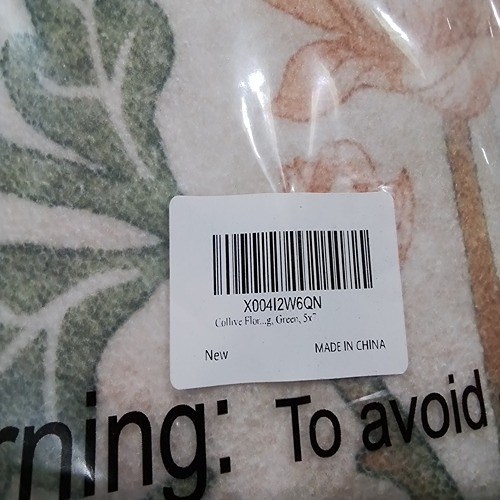 X004I2W6QN
Collive Flor...g, Green, 5x7
New
MADE IN CHINA
rning: To avoid